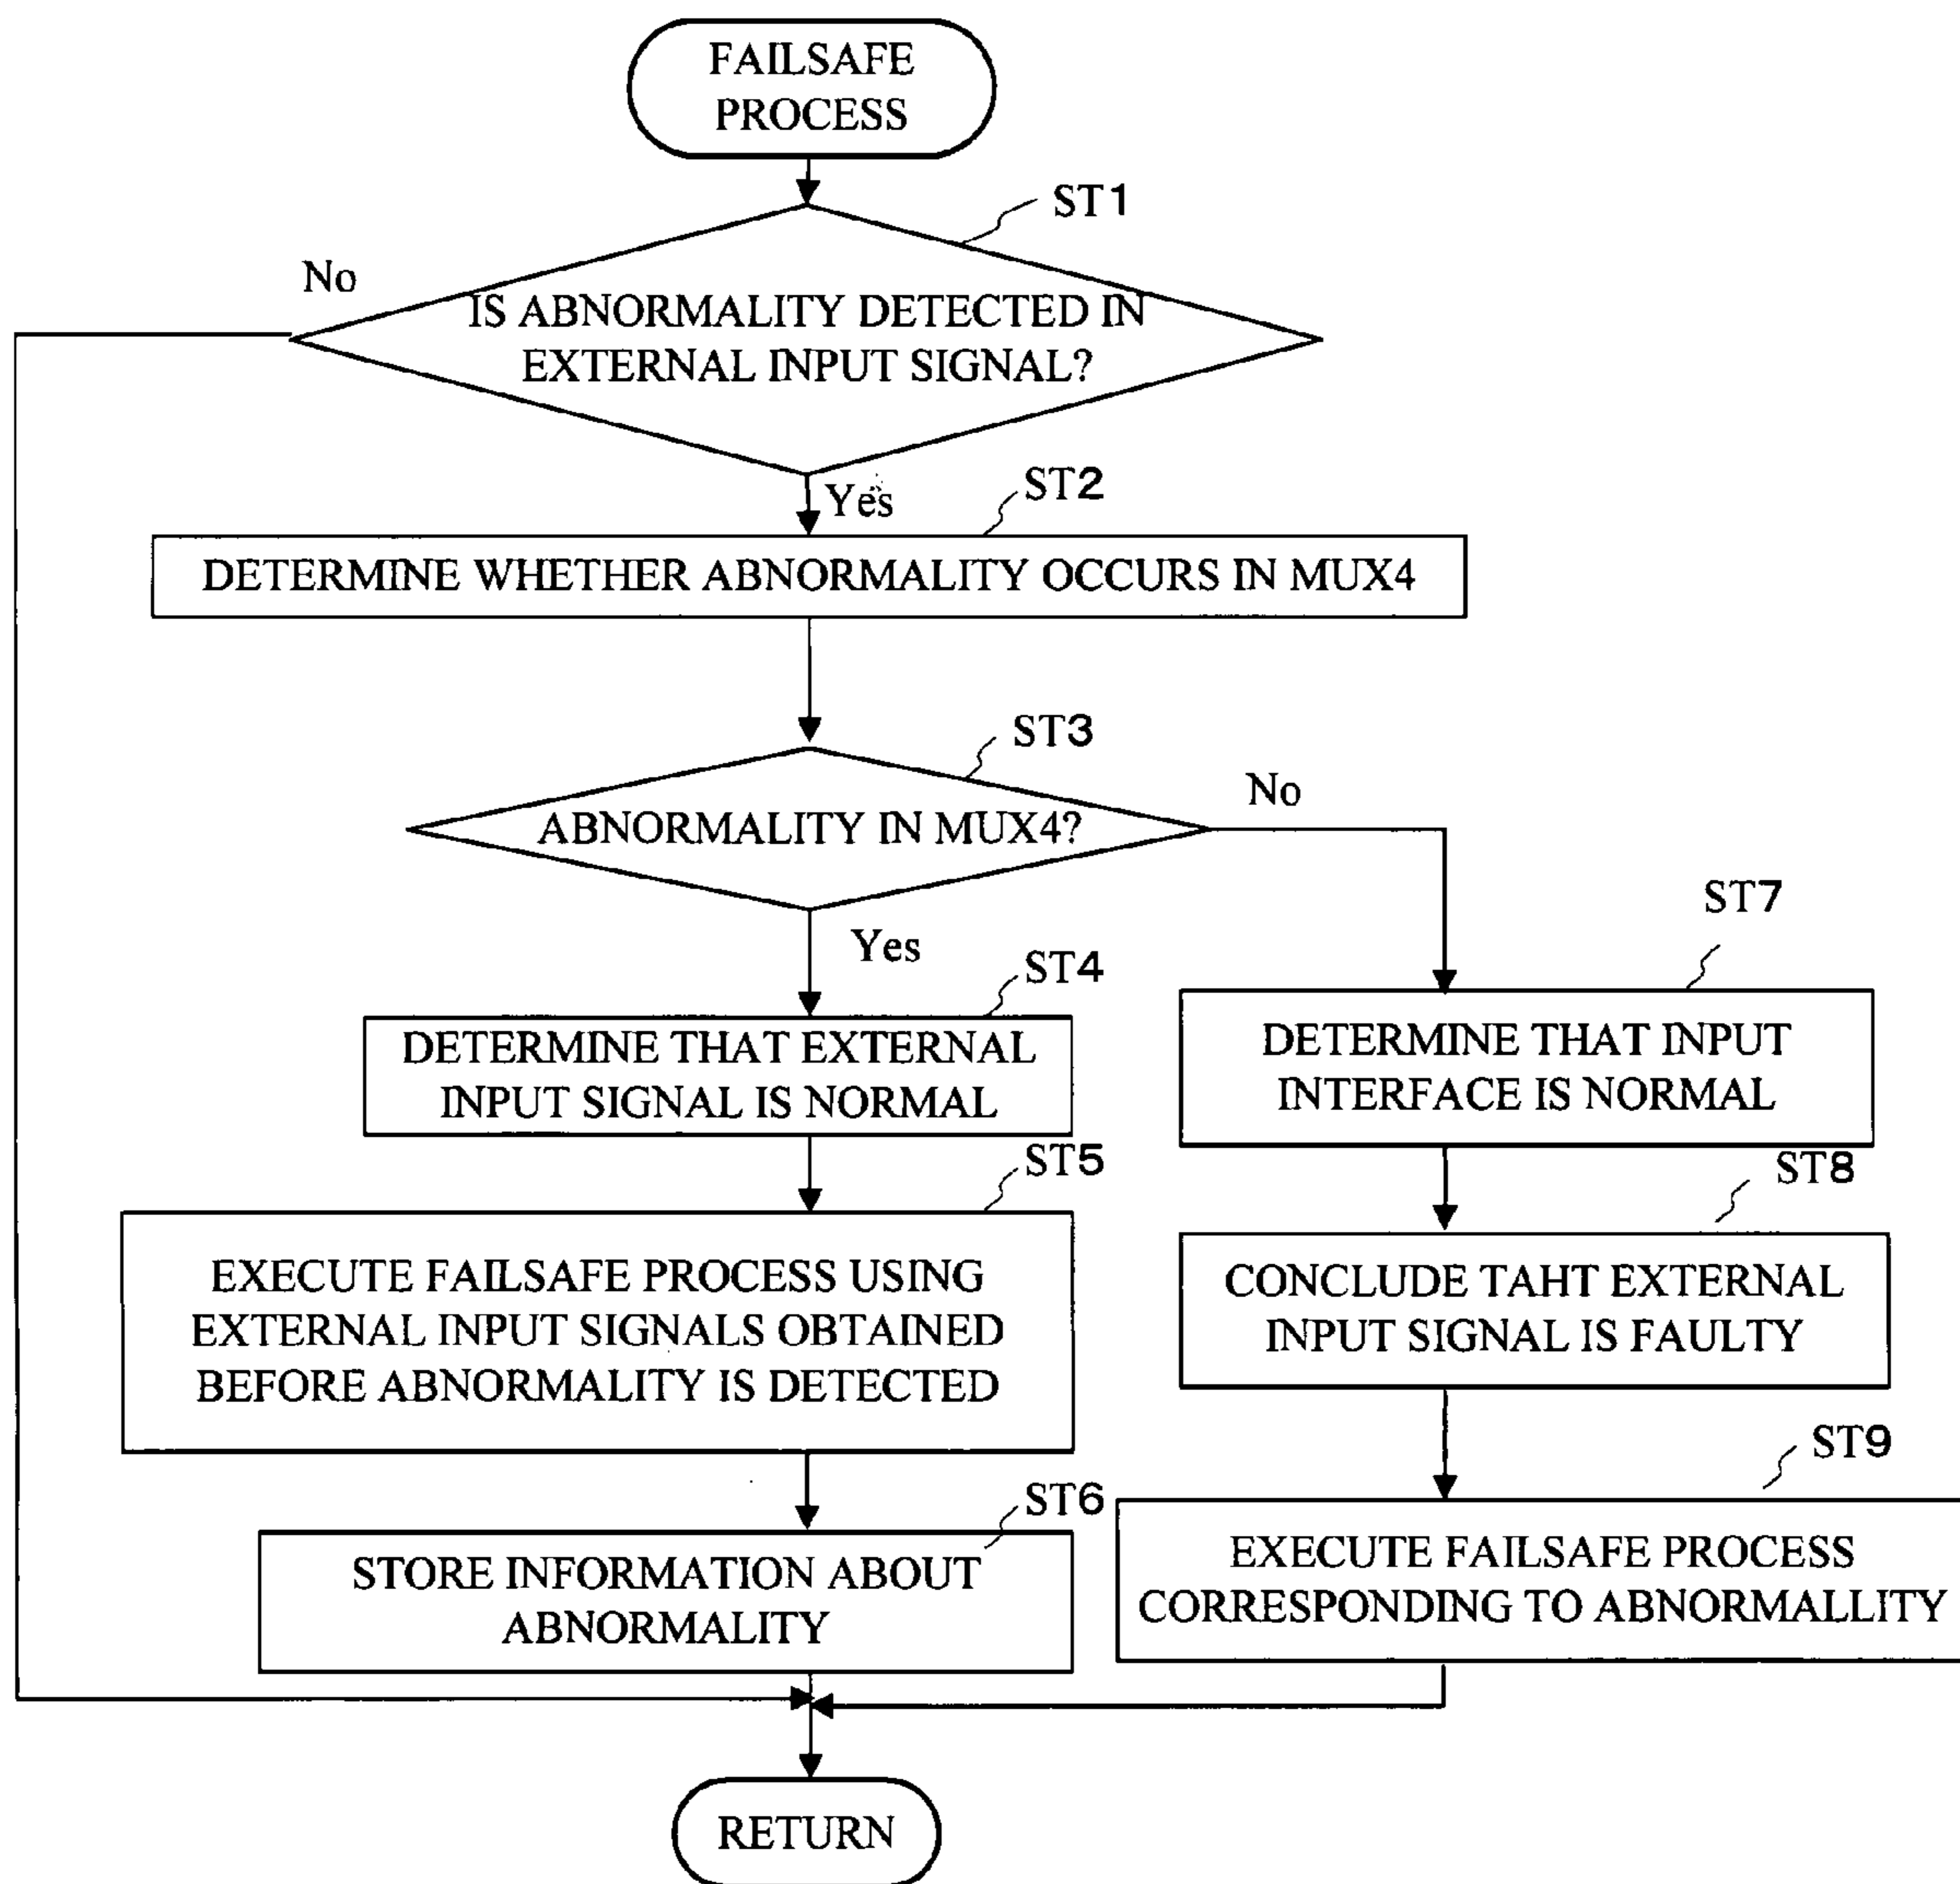 FAILSAFE
PROCESS
ST1
No
IS ABNORMALITY DETECTED IN
EXTERNAL INPUT SIGNAL?
Yes
ST2
DETERMINE WHETHER ABNORMALITY OCCURS IN MUX4
ST3
No
ABNORMALITY IN MUX4?
Yes
ST4
DETERMINE THAT EXTERNAL
INPUT SIGNAL IS NORMAL
ST5
EXECUTE FAILSAFE PROCESS USING
EXTERNAL INPUT SIGNALS OBTAINED
BEFORE ABNORMALITY IS DETECTED
ST6
STORE INFORMATION ABOUT
ABNORMALITY
ST7
DETERMINE THAT INPUT
INTERFACE IS NORMAL
ST8
CONCLUDE TAHT EXTERNAL
INPUT SIGNAL IS FAULTY
ST9
EXECUTE FAILSAFE PROCESS
CORRESPONDING TO ABNORMALLITY
RETURN